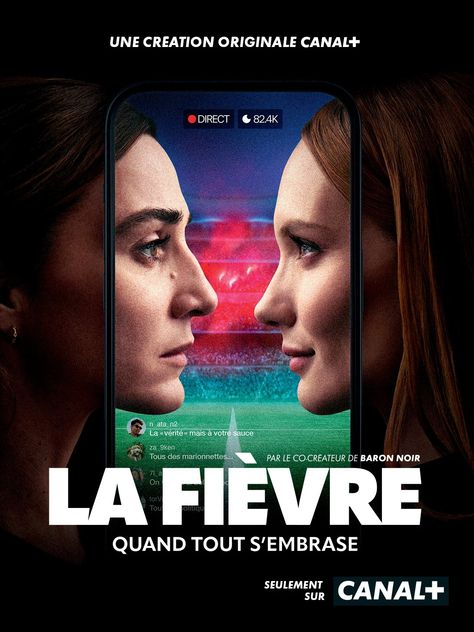 UNE CREATION ORIGINALE CANAL+
DIRECT 82.4K
n_ata_n2
La «vérité» mais à votre sauce
za_9ken
Tous des marionnettes...
PAR LE CO-CRÉATEUR DE BARON NOIR
LA FIÈVRE
QUAND TOUT S'EMBRASE
SEULEMENT
SUR CANAL+